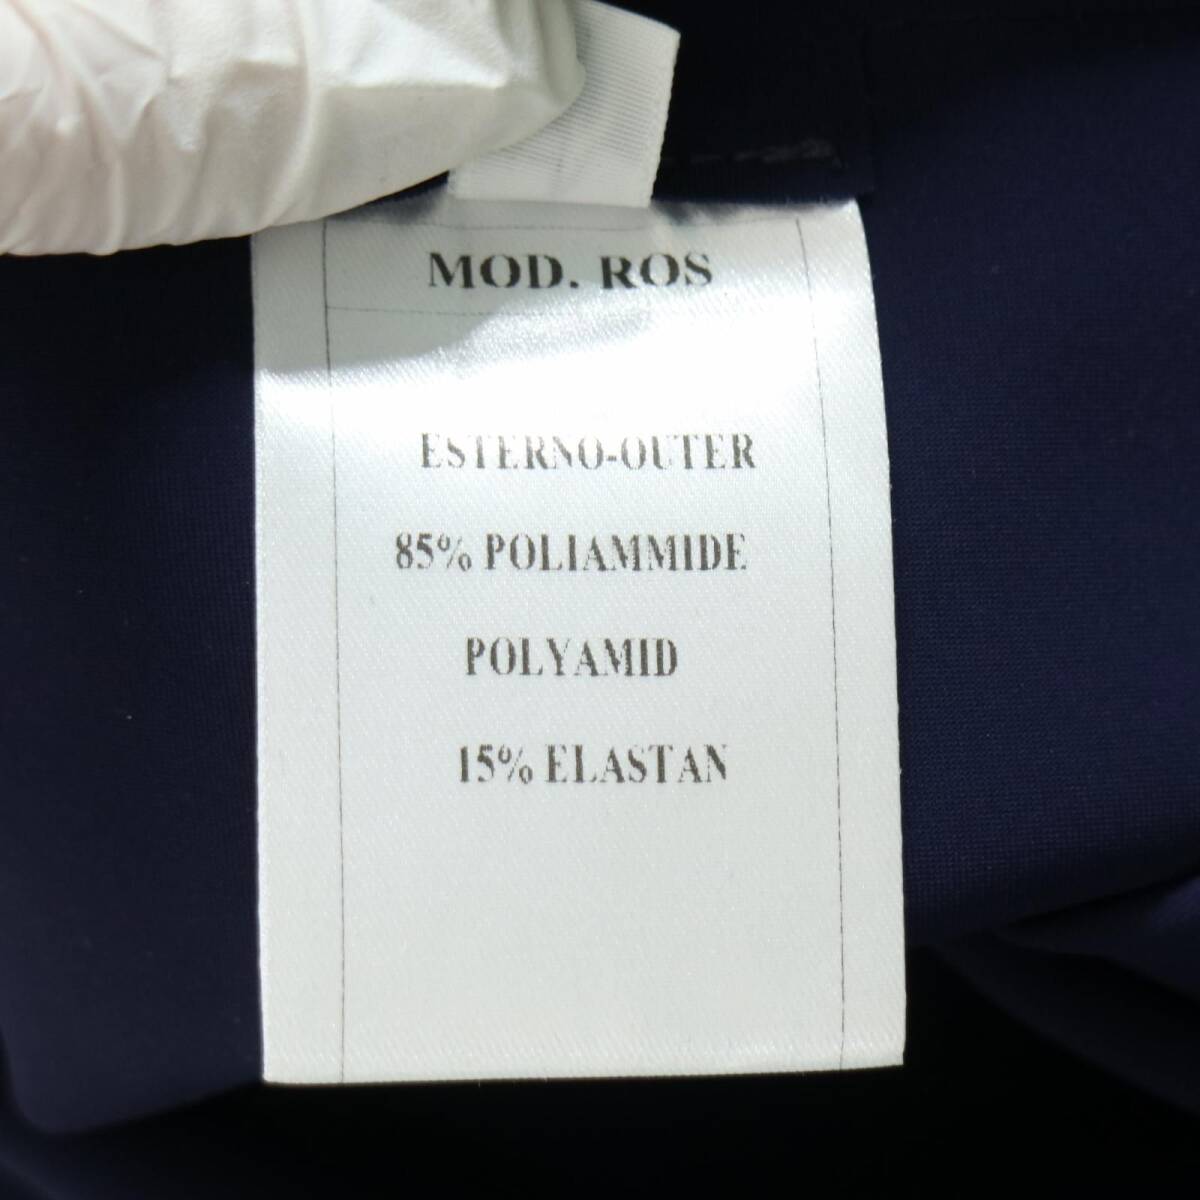 MOD. ROS
ESTERNO-OUTER
85% POLIAMMIDE
POLYAMID
15% ELASTAN